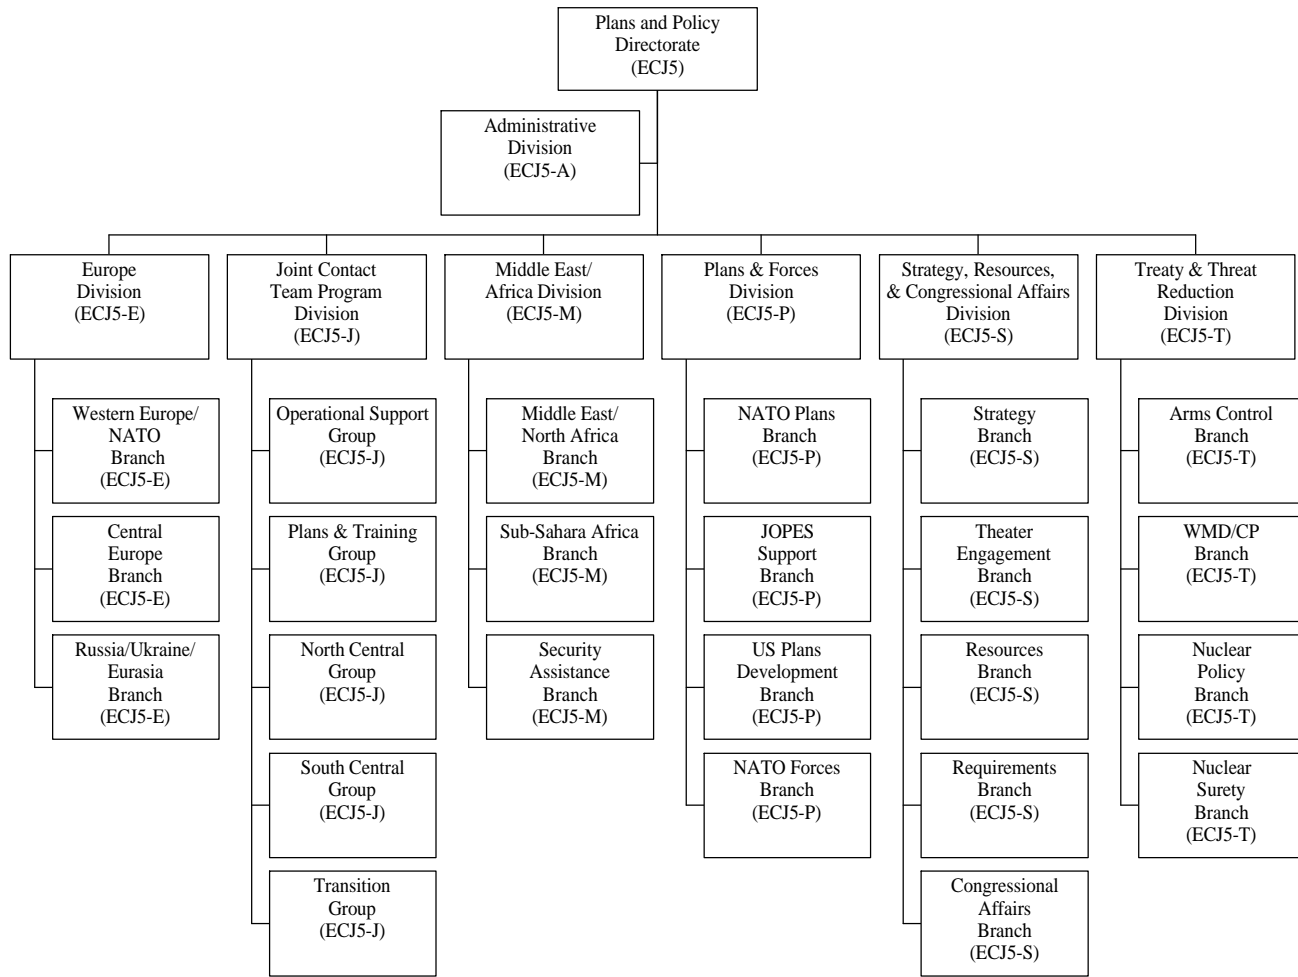 Plans and Policy
Directorate
(ECJ5)
Administrative
Division
(ECJ5-A)
Europe
Division
(ECJ5-E)
Western Europe/
NATO
Branch
(ECJ5-E)
Central
Europe
Branch
(ECJ5-E)
Russia/Ukraine/
Eurasia
Branch
(ECJ5-E)
Joint Contact
Team Program
Division
(ECJ5-J)
Operational Support
Group
(ECJ5-J)
Plans & Training
Group
(ECJ5-J)
North Central
Group
(ECJ5-J)
South Central
Group
(ECJ5-J)
Transition
Group
(ECJ5-J)
Middle East/
Africa Division
(ECJ5-M)
Middle East/
North Africa
Branch
(ECJ5-M)
Sub-Sahara Africa
Branch
(ECJ5-M)
Security
Assistance
Branch
(ECJ5-M)
Plans & Forces
Division
(ECJ5-P)
NATO Plans
Branch
(ECJ5-P)
JOPES
Support
Branch
(ECJ5-P)
US Plans
Development
Branch
(ECJ5-P)
NATO Forces
Branch
(ECJ5-P)
Strategy, Resources,
& Congressional Affairs
Division
(ECJ5-S)
Strategy
Branch
(ECJ5-S)
Theater
Engagement
Branch
(ECJ5-S)
Resources
Branch
(ECJ5-S)
Requirements
Branch
(ECJ5-S)
Congressional
Affairs
Branch
(ECJ5-S)
Treaty & Threat
Reduction
Division
(ECJ5-T)
Arms Control
Branch
(ECJ5-T)
WMD/CP
Branch
(ECJ5-T)
Nuclear
Policy
Branch
(ECJ5-T)
Nuclear
Surety
Branch
(ECJ5-T)